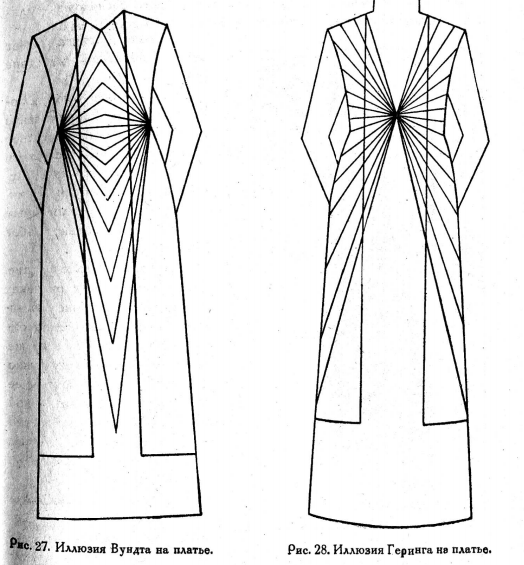 Рис. 27. Иллюзия Вундта на платье.
Рис. 28. Иллюзия Геринга на платье.